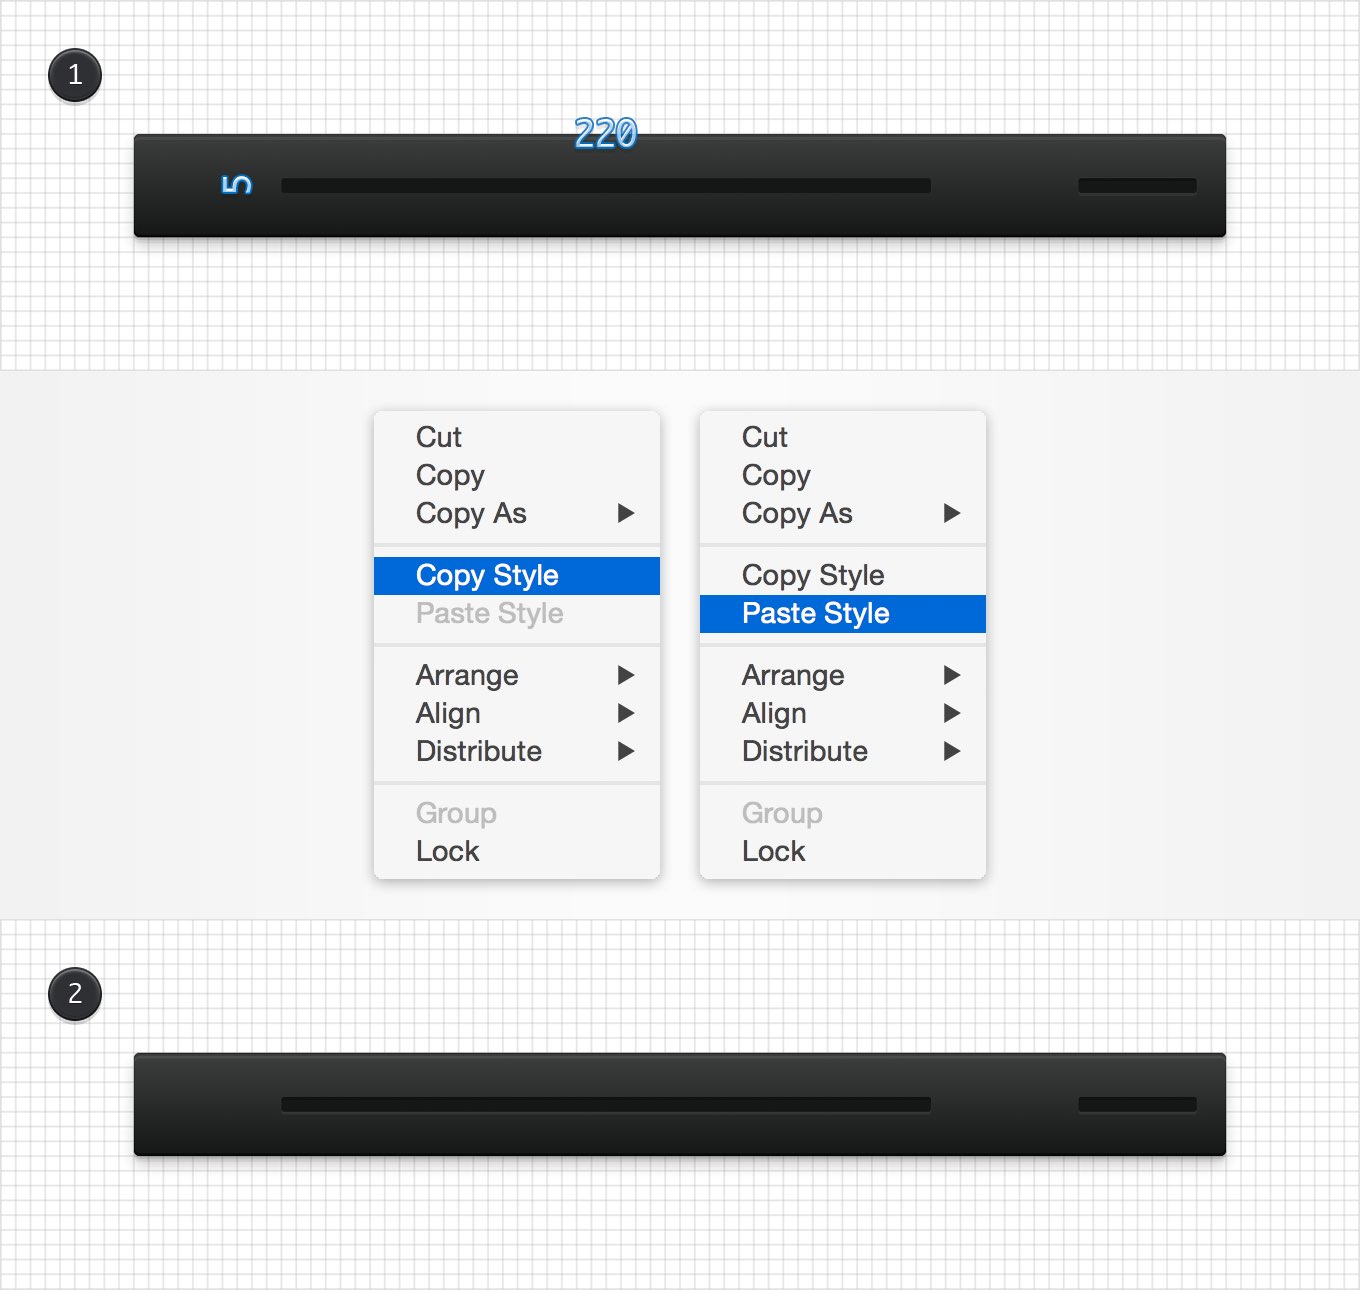 1
220
5
Cut
Copy
Copy As
Copy Style
Paste Style
Arrange
Align
Distribute
Group
Lock
Cut
Copy
Copy As
Copy Style
Paste Style
Arrange
Align
Distribute
Group
Lock
2